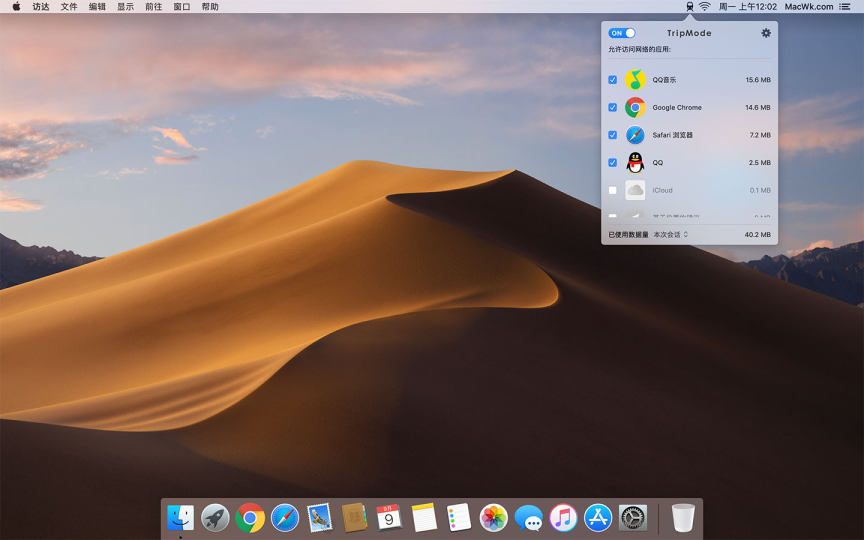 访达 文件 编辑 显示 前往 窗口 帮助 周一 上午12:02 MacWk.com
ON TripMode
允许访问网络的应用:
QQ音乐 15.6 MB
Google Chrome 14.6 MB
Safari 浏览器 7.2 MB
QQ 2.5 MB
iCloud 0.1 MB
已使用数据量 本次会话 40.2 MB
9